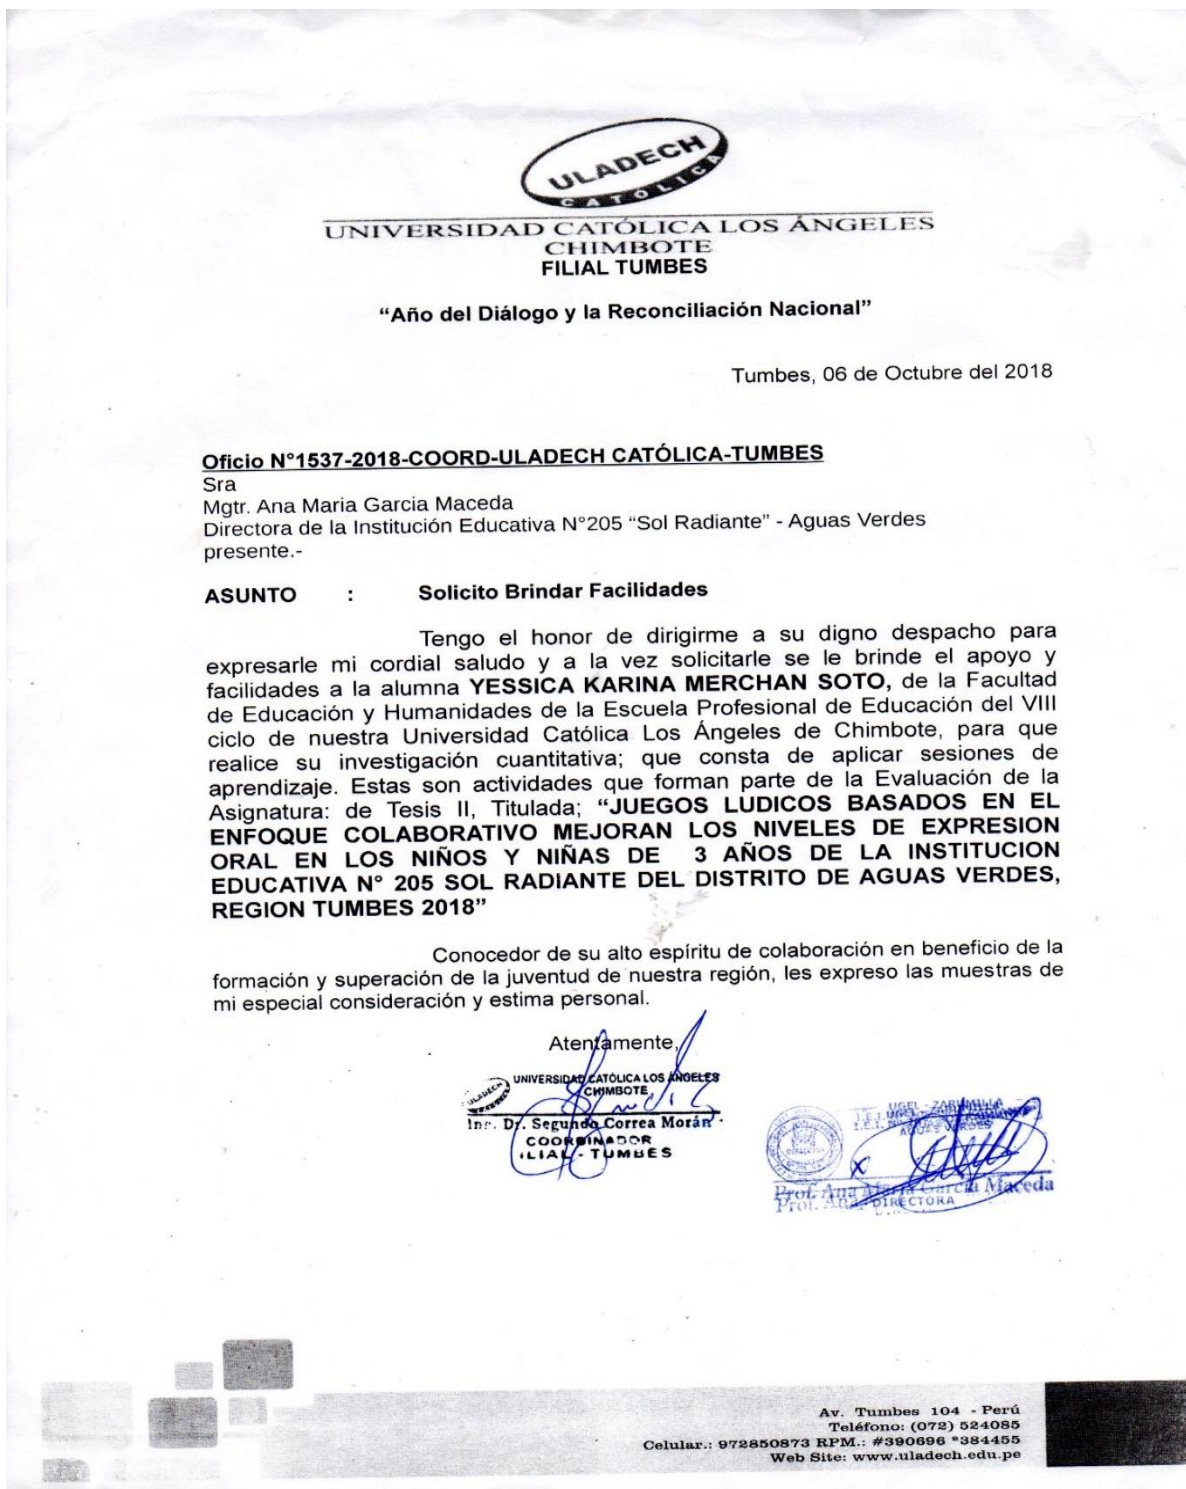 ULADECH
CATÓLICA
UNIVERSIDAD CATÓLICA LOS ÁNGELES
CHIMBOTE
FILIAL TUMBES
“Año del Diálogo y la Reconciliación Nacional”
Tumbes, 06 de Octubre del 2018
Oficio N°1537-2018-COORD-ULADECH CATÓLICA-TUMBES
Sra
Mgtr. Ana Maria Garcia Maceda
Directora de la Institución Educativa N°205 “Sol Radiante” - Aguas Verdes
presente.-
ASUNTO : Solicito Brindar Facilidades
Tengo el honor de dirigirme a su digno despacho para
expresarle mi cordial saludo y a la vez solicitarle se le brinde el apoyo y
facilidades a la alumna YESSICA KARINA MERCHAN SOTO, de la Facultad
de Educación y Humanidades de la Escuela Profesional de Educación del VIII
ciclo de nuestra Universidad Católica Los Ángeles de Chimbote, para que
realice su investigación cuantitativa; que consta de aplicar sesiones de
aprendizaje. Estas son actividades que forman parte de la Evaluación de la
Asignatura: de Tesis II, Titulada; “JUEGOS LUDICOS BASADOS EN EL
ENFOQUE COLABORATIVO MEJORAN LOS NIVELES DE EXPRESION
ORAL EN LOS NIÑOS Y NIÑAS DE 3 AÑOS DE LA INSTITUCION
EDUCATIVA N° 205 SOL RADIANTE DEL DISTRITO DE AGUAS VERDES,
REGION TUMBES 2018”
Conocedor de su alto espíritu de colaboración en beneficio de la
formación y superación de la juventud de nuestra región, les expreso las muestras de
mi especial consideración y estima personal.
Atentamente,
ULADECH
UNIVERSIDAD CATÓLICA LOS ÁNGELES
CHIMBOTE
Dr. Segundo Correa Morán
COORDINADOR
ILIAL - TUMBES
UGEL - ZARUMILLA
AGUAS VERDES
Prof. Ana María García Maceda
Prof. Ana
DIRECTORA
Av. Tumbes 104 - Perú
Teléfono: (072) 524085
Celular.: 972850873 RPM.: #390696 *384455
Web Site: www.uladech.edu.pe